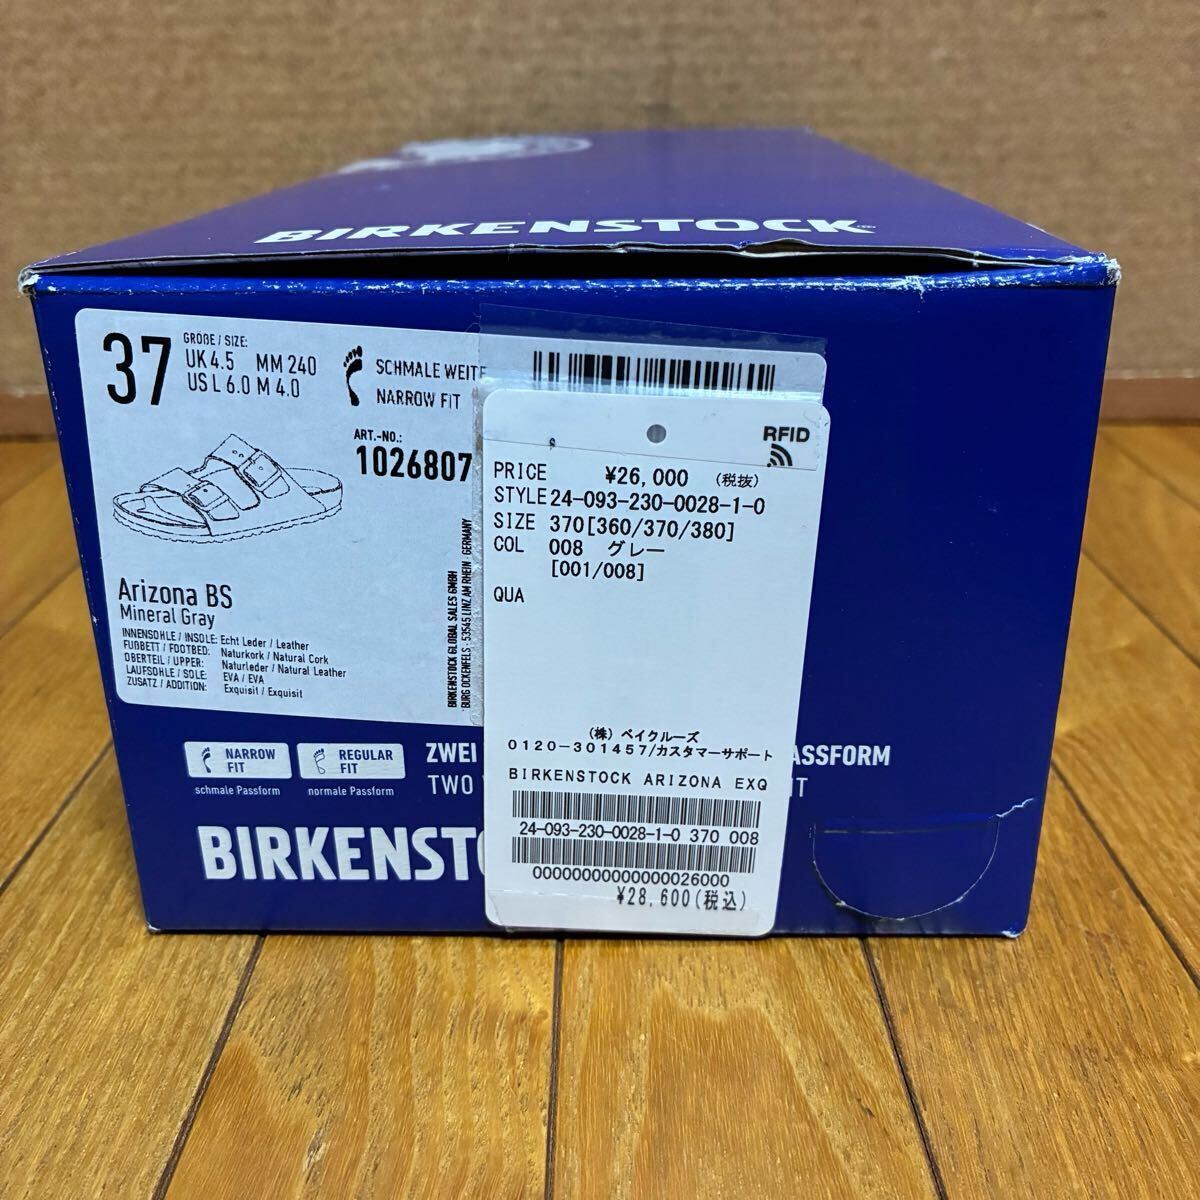 BIRKENSTOCK
37
GRÖßE / SIZE:
UK 4.5 MM 240
US L 6.0 M 4.0
SCHMALE WEITE
NARROW FIT
ART.-NO.:
1026807
Arizona BS
Mineral Gray
INNENSOHLE / INSOLE: Echt Leder / Leather
FUßBETT / FOOTBED: Naturkork / Natural Cork
OBERTEIL / UPPER: Naturleder / Natural Leather
LAUFSOHLE / SOLE: EVA / EVA
ZUSATZ / ADDITION: Exquisit / Exquisit
BIRKENSTOCK GLOBAL SALES GMBH
BURG OCKENFELS · 53545 LINZ AM RHEIN · GERMANY
RFID
PRICE ¥26,000 (税抜)
STYLE 24-093-230-0028-1-0
SIZE 370[360/370/380]
COL 008 グレー
[001/008]
QUA
(株) ベイクルーズ
0120-301457/カスタマーサポート
BIRKENSTOCK ARIZONA EXQ
24-093-230-0028-1-0 370 008
00000000000000026000
¥28,600(税込)
NARROW FIT
schmale Passform
REGULAR FIT
normale Passform
ZWEI
ASSFORM
TWO
IT
BIRKENST